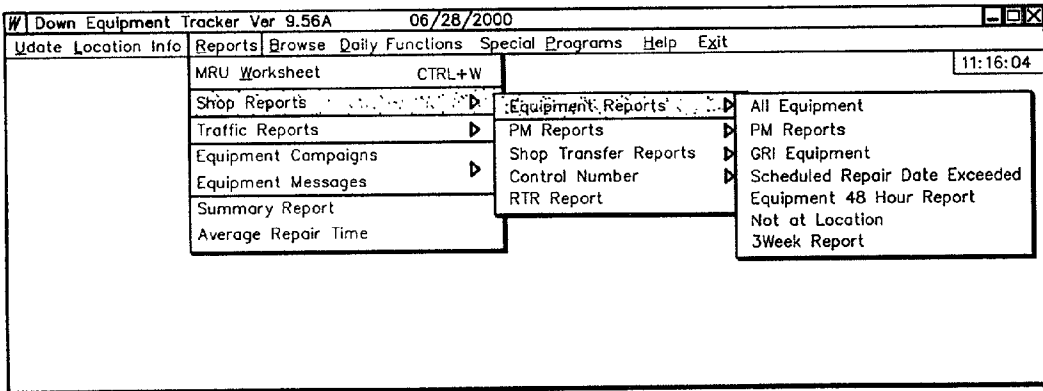 W Down Equipment Tracker Ver 9.56A 06/28/2000
Udate Location Info Reports Browse Daily Functions Special Programs Help Exit
11:16:04
MRU Worksheet CTRL+W
Shop Reports
Traffic Reports
Equipment Campaigns
Equipment Messages
Summary Report
Average Repair Time
Equipment Reports
PM Reports
Shop Transfer Reports
Control Number
RTR Report
All Equipment
PM Reports
GRI Equipment
Scheduled Repair Date Exceeded
Equipment 48 Hour Report
Not at Location
3Week Report